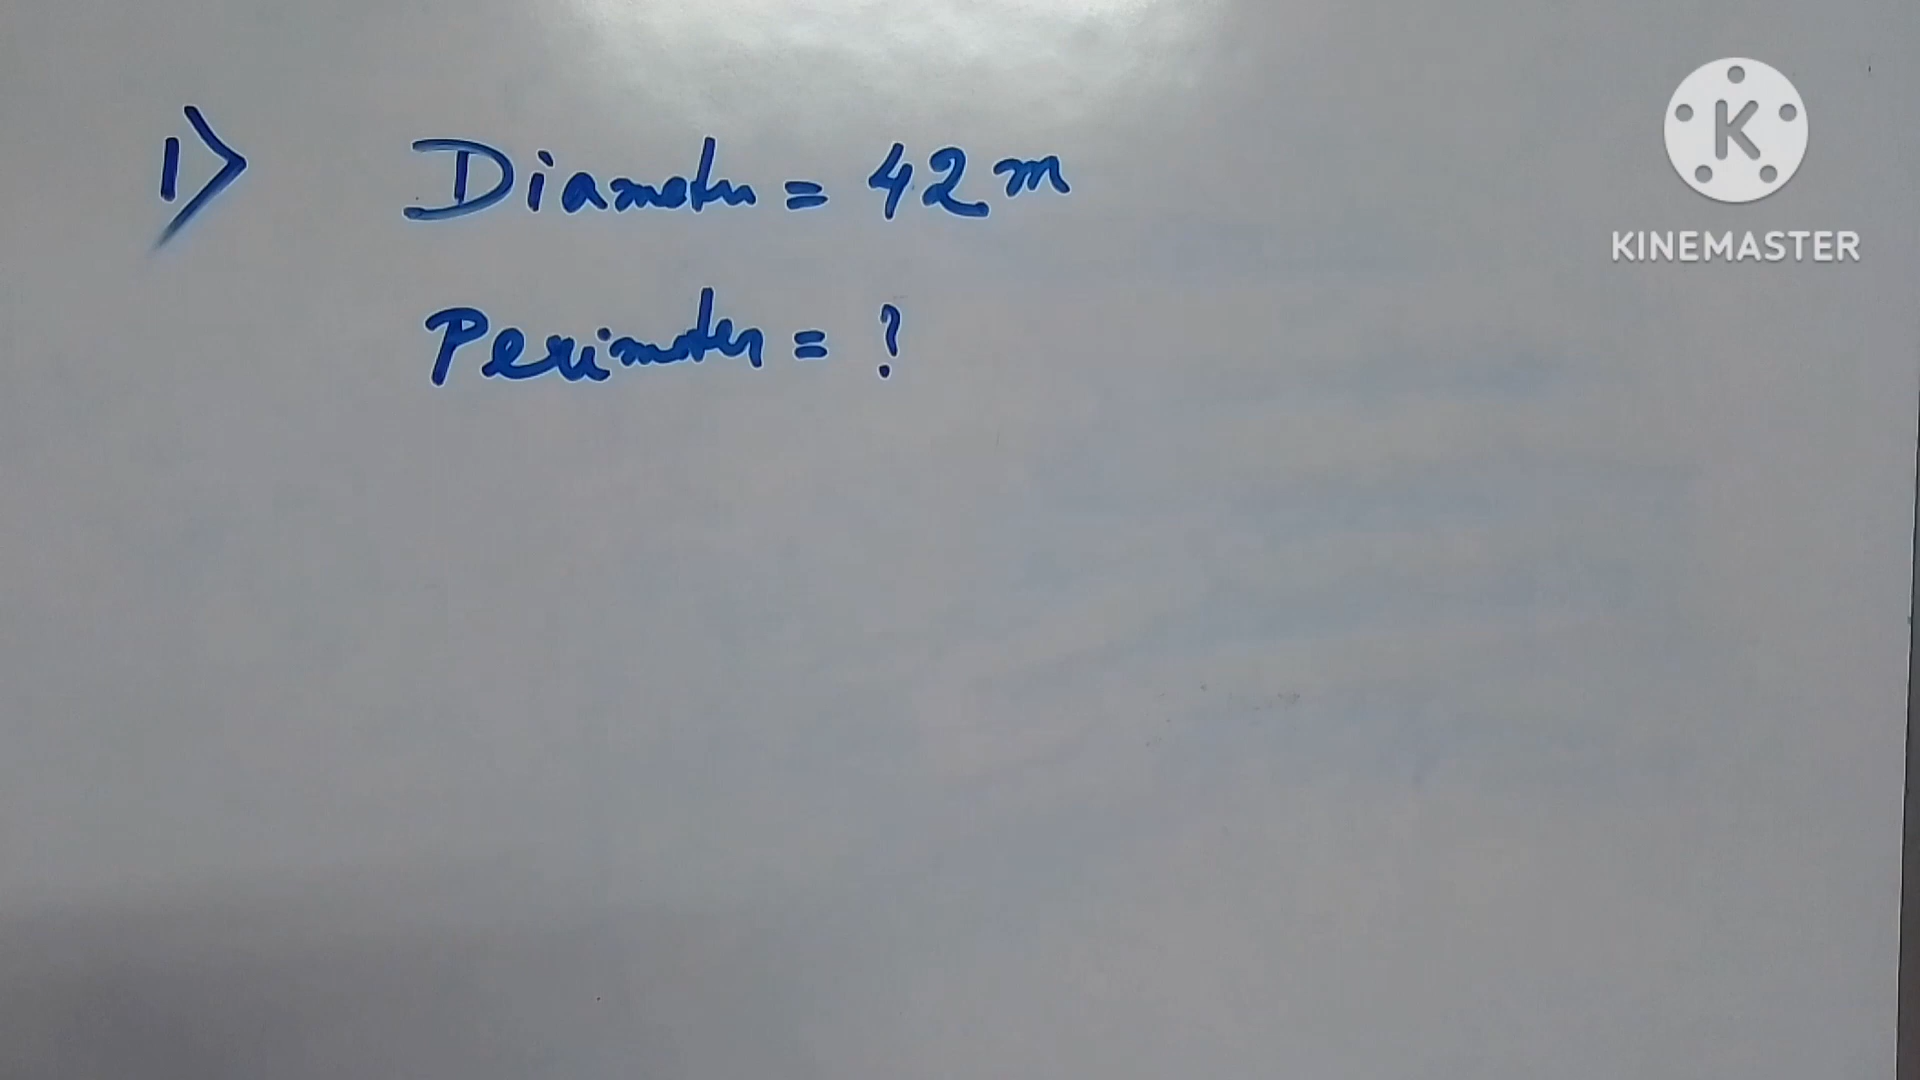 1) Diameter = 42 m
Perimeter = ?
KINEMASTER